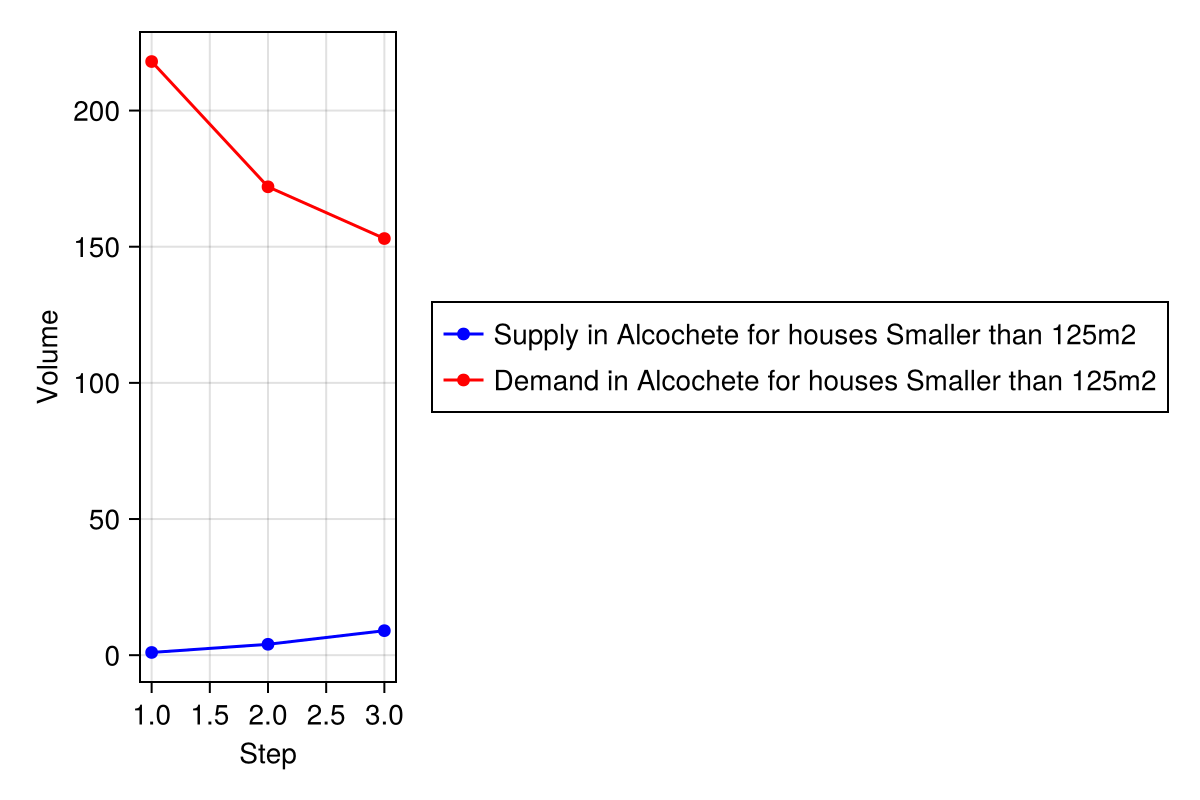 200
150
100
50
0
Volume
1.0 1.5 2.0 2.5 3.0
Step
Supply in Alcochete for houses Smaller than 125m2
Demand in Alcochete for houses Smaller than 125m2